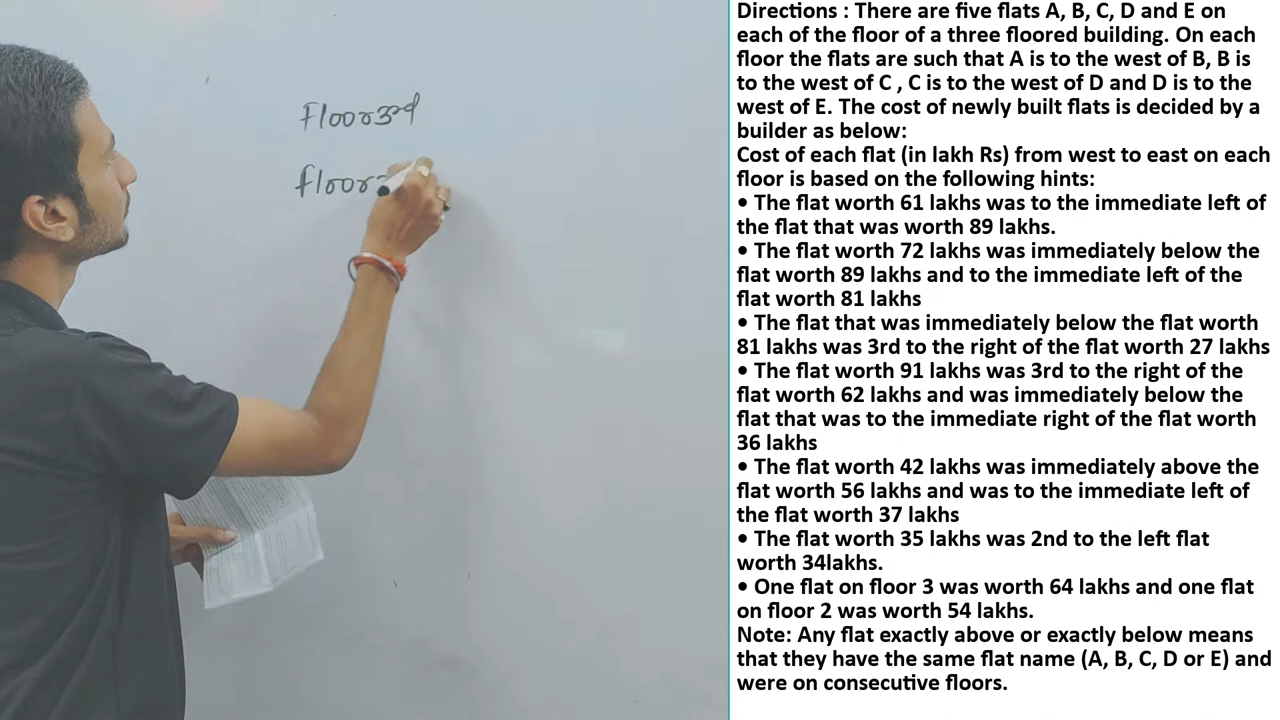 Floor 3rd
floor
Directions : There are five flats A, B, C, D and E on
each of the floor of a three floored building. On each
floor the flats are such that A is to the west of B, B is
to the west of C , C is to the west of D and D is to the
west of E. The cost of newly built flats is decided by a
builder as below:
Cost of each flat (in lakh Rs) from west to east on each
floor is based on the following hints:
• The flat worth 61 lakhs was to the immediate left of
the flat that was worth 89 lakhs.
• The flat worth 72 lakhs was immediately below the
flat worth 89 lakhs and to the immediate left of the
flat worth 81 lakhs
• The flat that was immediately below the flat worth
81 lakhs was 3rd to the right of the flat worth 27 lakhs
• The flat worth 91 lakhs was 3rd to the right of the
flat worth 62 lakhs and was immediately below the
flat that was to the immediate right of the flat worth
36 lakhs
• The flat worth 42 lakhs was immediately above the
flat worth 56 lakhs and was to the immediate left of
the flat worth 37 lakhs
• The flat worth 35 lakhs was 2nd to the left flat
worth 34lakhs.
• One flat on floor 3 was worth 64 lakhs and one flat
on floor 2 was worth 54 lakhs.
Note: Any flat exactly above or exactly below means
that they have the same flat name (A, B, C, D or E) and
were on consecutive floors.